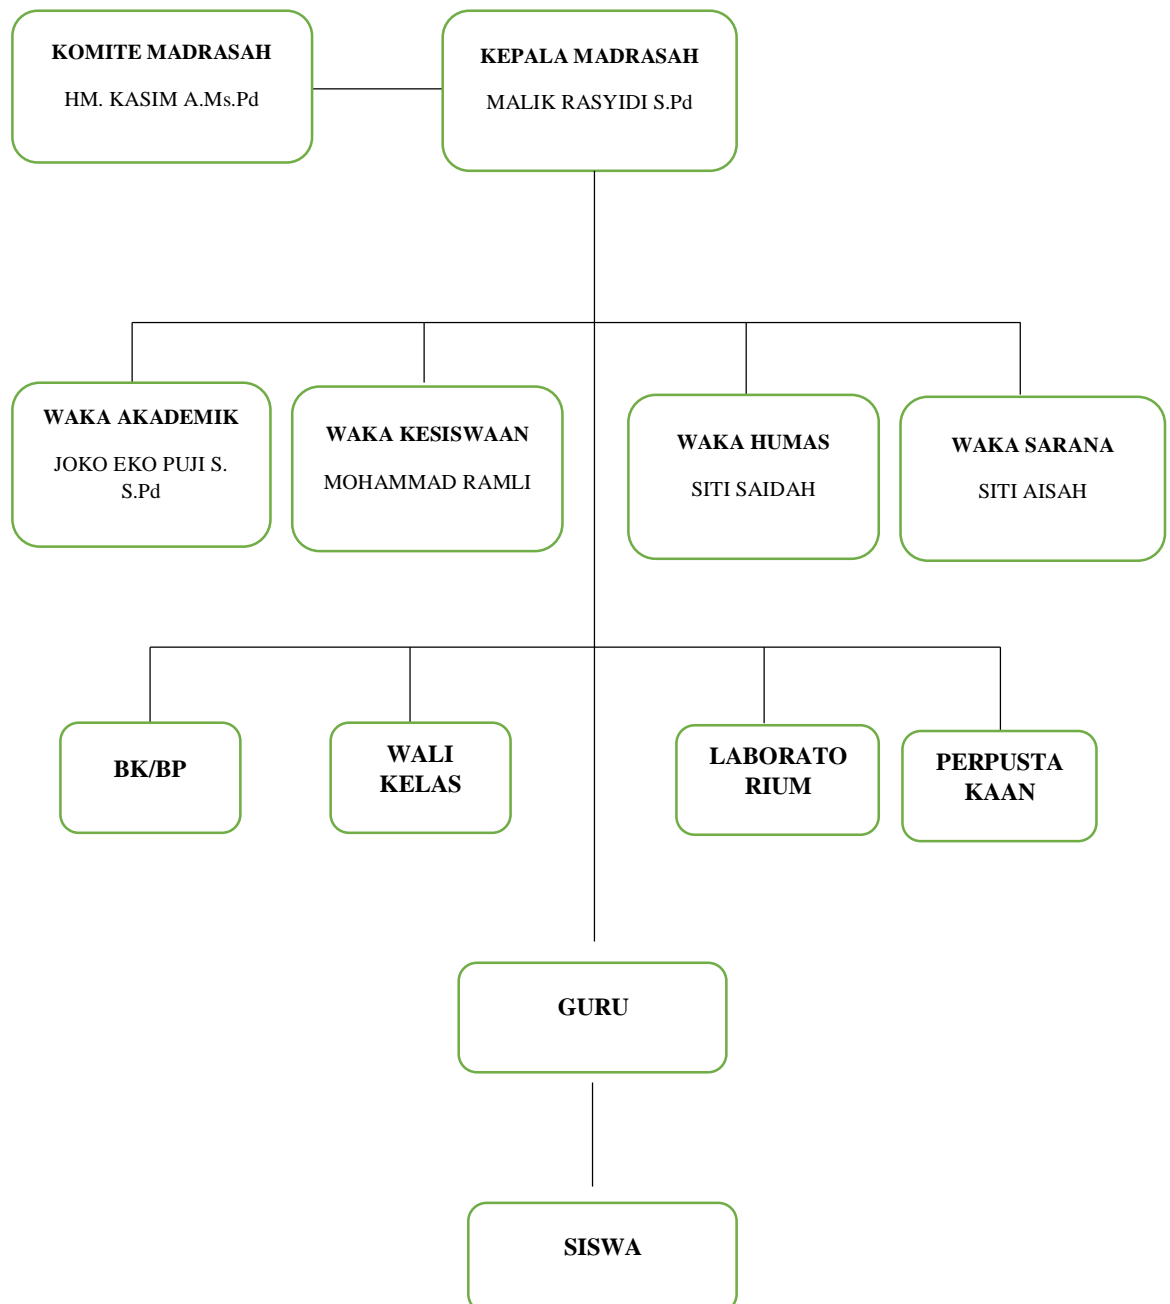 KOMITE MADRASAH
HM. KASIM A.Ms.Pd
KEPALA MADRASAH
MALIK RASYIDI S.Pd
WAKA AKADEMIK
JOKO EKO PUJI S.
S.Pd
WAKA KESISWAAN
MOHAMMAD RAMLI
WAKA HUMAS
SITI SAIDAH
WAKA SARANA
SITI AISAH
BK/BP
WALI
KELAS
LABORATO
RIUM
PERPUSTA
KAAN
GURU
SISWA